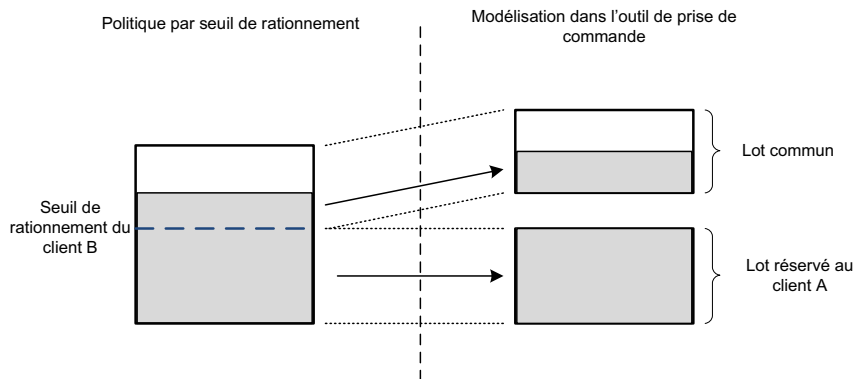 Politique par seuil de rationnement
Modélisation dans l'outil de prise de
commande
Seuil de
rationnement du
client B
Lot commun
Lot réservé au
client A